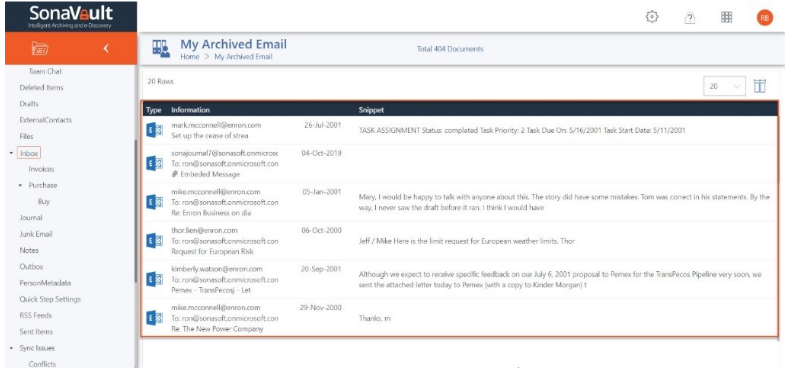 SonaVault
Intelligent Archiving and e-Discovery
RB
My Archived Email
Home > My Archived Email
Total 404 Documents
Team Chat
Deleted Items
Drafts
ExternalContacts
Files
Inbox
Invoices
Purchase
Buy
Journal
Junk Email
Notes
Outbox
PersonMetadata
Quick Step Settings
RSS Feeds
Sent Items
Sync Issues
Conflicts
20 Rows
20
Type Information Snippet
mark.mcconnell@enron.com 26-Jul-2001
Set up the cease of strea
TASK ASSIGNMENT Status: completed Task Priority: 2 Task Due On: 5/16/2001 Task Start Date: 5/11/2001
sonajournal7@sonasoft.onmicrosc 04-Oct-2019
To: ron@sonasoft.onmicrosoft.con
Embeded Message
mike.mcconnell@enron.com 05-Jan-2001
To: ron@sonasoft.onmicrosoft.con
Re: Enron Business on dia
Mary, I would be happy to talk with anyone about this. The story did have some mistakes. Tom was correct in his statements. By the
way, I never saw the draft before it ran. I think I would have
thor.lien@enron.com 06-Oct-2000
To: ron@sonasoft.onmicrosoft.con
Request for European Risk
Jeff / Mike Here is the limit request for European weather limits. Thor
kimberly.watson@enron.com 20-Sep-2001
To: ron@sonasoft.onmicrosoft.con
Pemex - TransPecosj - Let
Although we expect to receive specific feedback on our July 6, 2001 proposal to Pemex for the TransPecos Pipeline very soon, we
sent the attached letter today to Pemex (with a copy to Kinder Morgan) t
mike.mcconnell@enron.com 29-Nov-2000
To: ron@sonasoft.onmicrosoft.con
Re: The New Power Company
Thanks. m